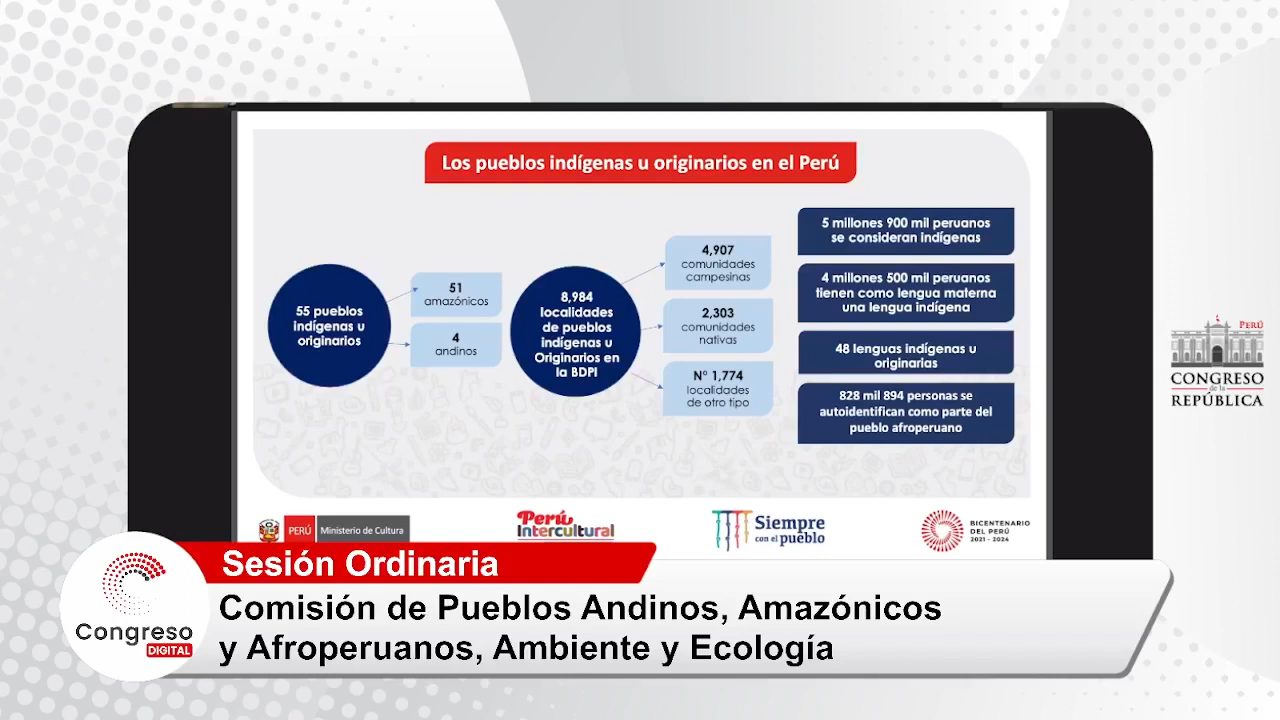 Los pueblos indígenas u originarios en el Perú
55 pueblos
indígenas u
originarios
51
amazónicos
4
andinos
8,984
localidades
de pueblos
indígenas u
Originarios en
la BDPI
4,907
comunidades
campesinas
2,303
comunidades
nativas
N° 1,774
localidades
de otro tipo
5 millones 900 mil peruanos
se consideran indígenas
4 millones 500 mil peruanos
tienen como lengua materna
una lengua indígena
48 lenguas indígenas u
originarias
828 mil 894 personas se
autoidentifican como parte del
pueblo afroperuano
PERÚ
CONGRESO
de la
REPÚBLICA
PERÚ
Ministerio de Cultura
Perú
Intercultural
Siempre
con el pueblo
BICENTENARIO
DEL PERÚ
2021 - 2024
Congreso
DIGITAL
Sesión Ordinaria
Comisión de Pueblos Andinos, Amazónicos
y Afroperuanos, Ambiente y Ecología